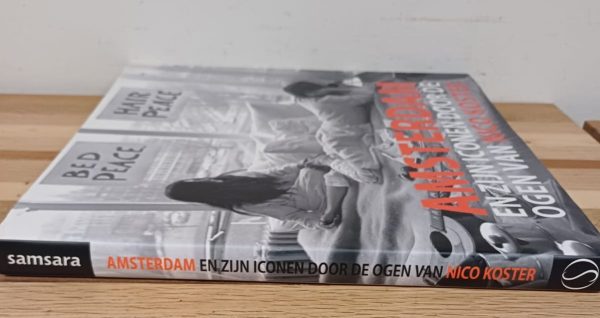 HAIR
PEACE
BED
PEACE
AMSTERDAM
EN ZIJN ICONEN DOOR DE
OGEN VAN NICO KOSTER
samsara
AMSTERDAM EN ZIJN ICONEN DOOR DE OGEN VAN NICO KOSTER